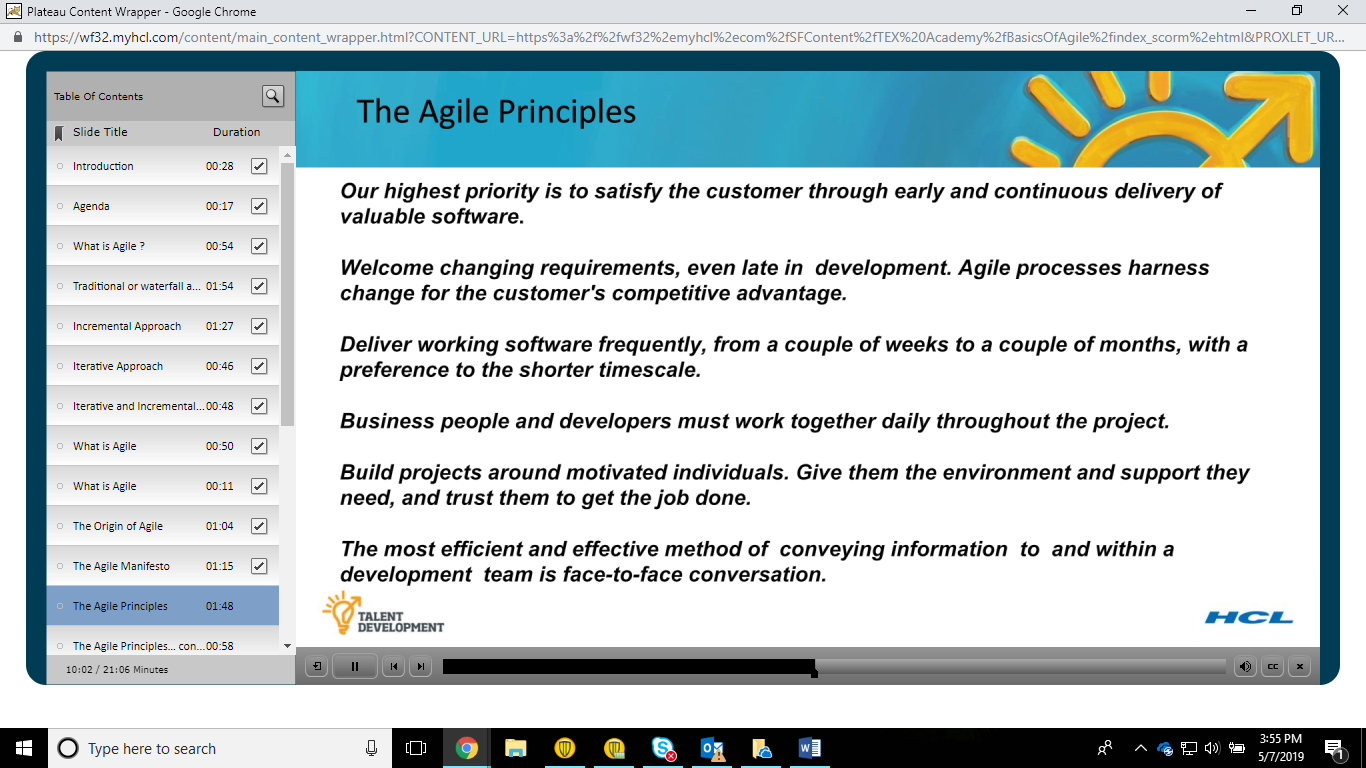 Plateau Content Wrapper - Google Chrome
https://wf32.myhcl.com/content/main_content_wrapper.html?CONTENT_URL=https%3a%2f%2fwf32%2emyhcl%2ecom%2fSFContent%2fTEX%20Academy%2fBasicsOfAgile%2findex_scorm%2ehtml&PROXLET_UR...
Table Of Contents
Slide Title Duration
Introduction 00:28
Agenda 00:17
What is Agile ? 00:54
Traditional or waterfall a... 01:54
Incremental Approach 01:27
Iterative Approach 00:46
Iterative and Incremental... 00:48
What is Agile 00:50
What is Agile 00:11
The Origin of Agile 01:04
The Agile Manifesto 01:15
The Agile Principles 01:48
The Agile Principles... con... 00:58
10:02 / 21:06 Minutes
The Agile Principles
Our highest priority is to satisfy the customer through early and continuous delivery of
valuable software.
Welcome changing requirements, even late in development. Agile processes harness
change for the customer's competitive advantage.
Deliver working software frequently, from a couple of weeks to a couple of months, with a
preference to the shorter timescale.
Business people and developers must work together daily throughout the project.
Build projects around motivated individuals. Give them the environment and support they
need, and trust them to get the job done.
The most efficient and effective method of conveying information to and within a
development team is face-to-face conversation.
TALENT
DEVELOPMENT
HCL
CC
Type here to search
3:55 PM
5/7/2019
1